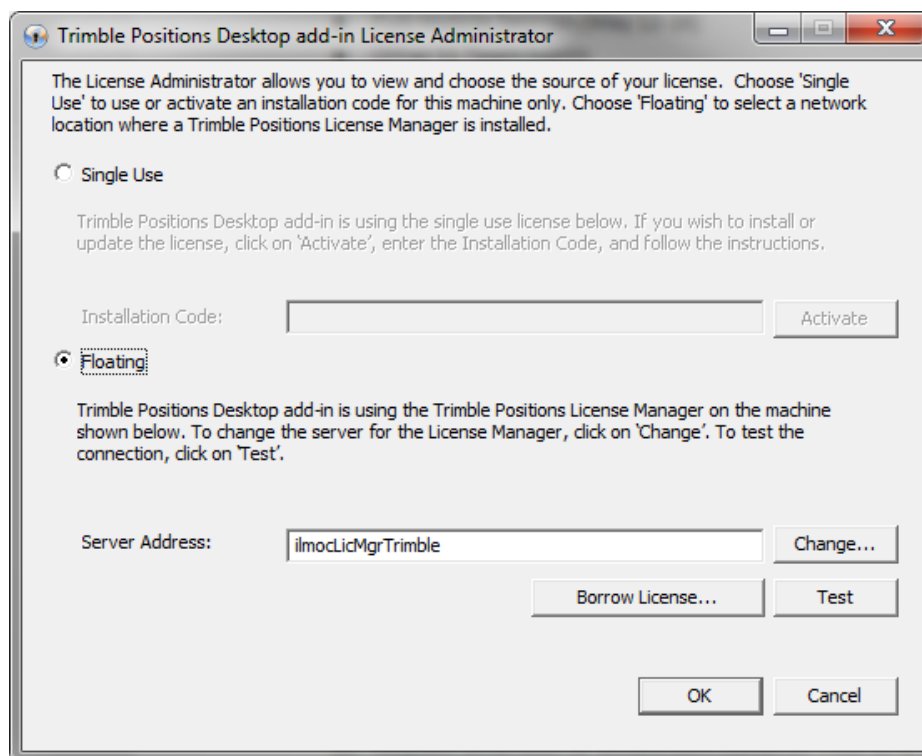 Trimble Positions Desktop add-in License Administrator
The License Administrator allows you to view and choose the source of your license.  Choose 'Single
Use' to use or activate an installation code for this machine only. Choose 'Floating' to select a network
location where a Trimble Positions License Manager is installed.
Single Use
Trimble Positions Desktop add-in is using the single use license below. If you wish to install or
update the license, click on 'Activate', enter the Installation Code, and follow the instructions.
Installation Code:
Activate
Floating
Trimble Positions Desktop add-in is using the Trimble Positions License Manager on the machine
shown below. To change the server for the License Manager, click on 'Change'. To test the
connection, click on 'Test'.
Server Address:
ilmocLicMgrTrimble
Change...
Borrow License...
Test
OK
Cancel